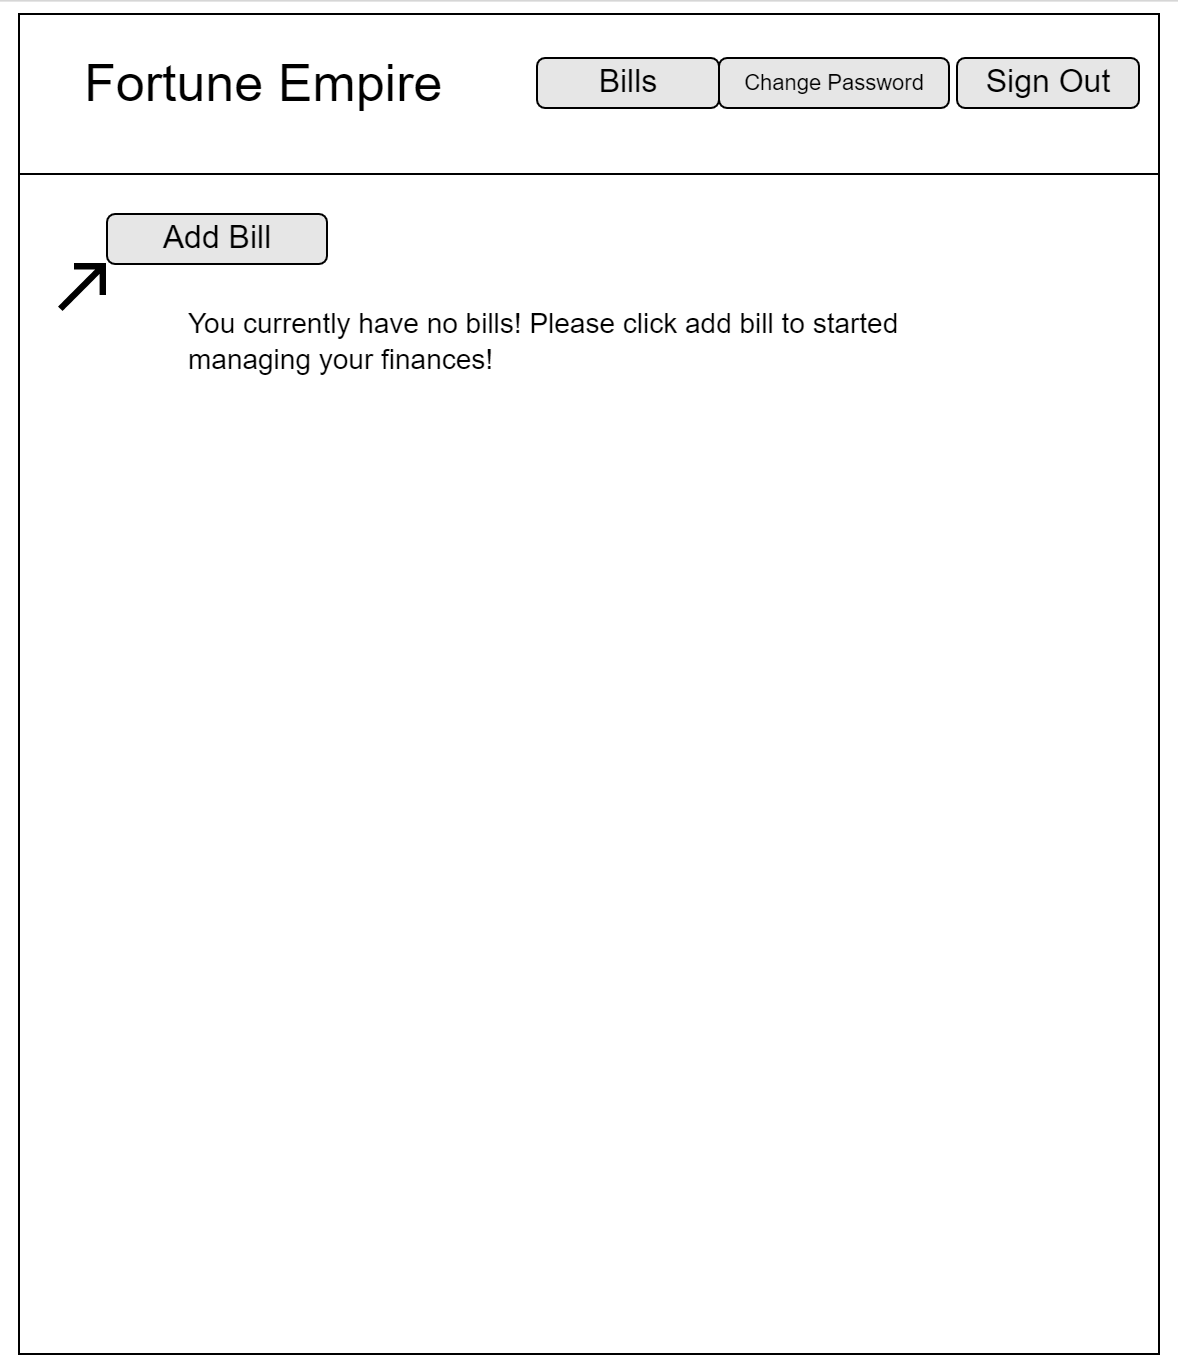 Fortune Empire
Bills
Change Password
Sign Out
Add Bill
You currently have no bills! Please click add bill to started
managing your finances!